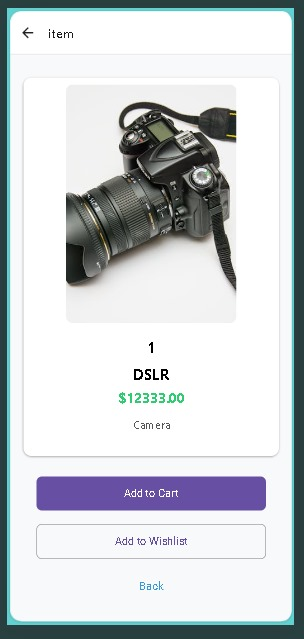 item
1
DSLR
$12333.00
Camera
Add to Cart
Add to Wishlist
Back